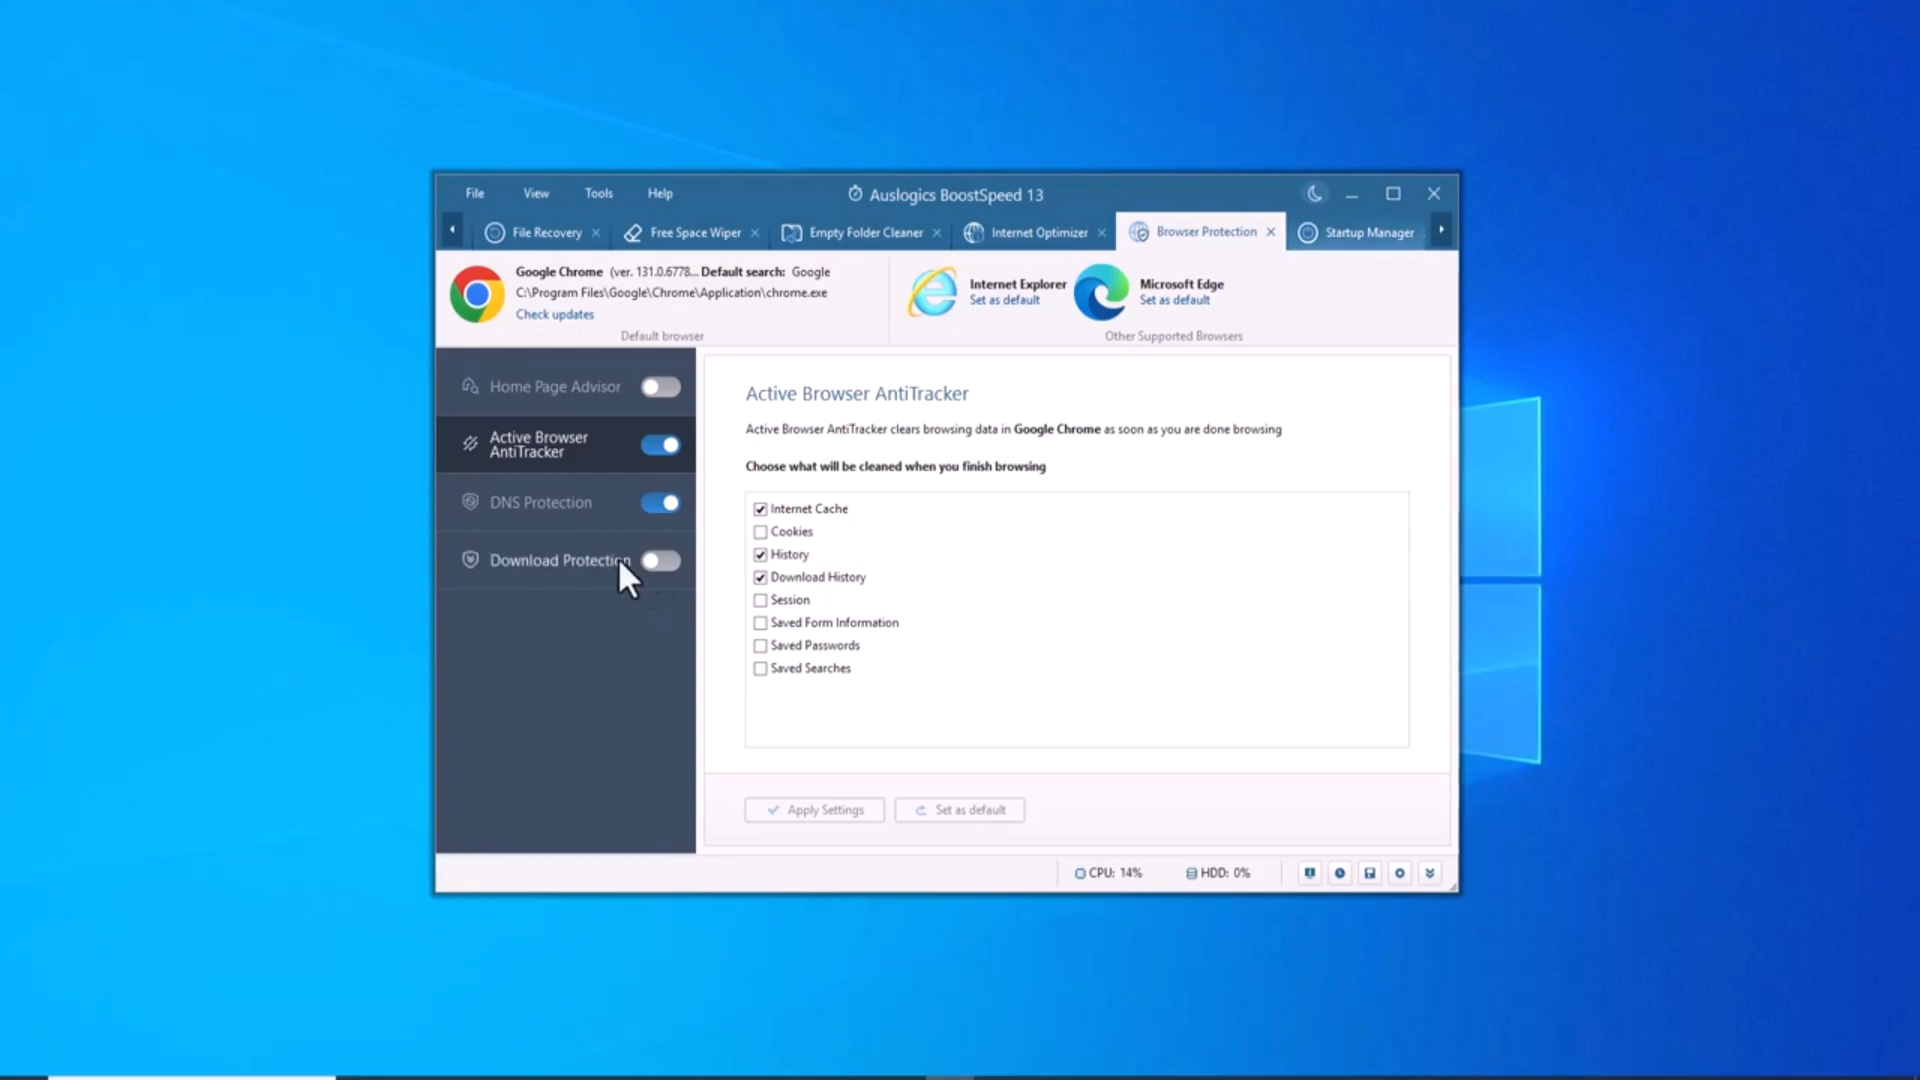 File View Tools Help Auslogics BoostSpeed 13
File Recovery Free Space Wiper Empty Folder Cleaner Internet Optimizer Browser Protection Startup Manager
Google Chrome (ver. 131.0.6778... Default search: Google
C:\Program Files\Google\Chrome\Application\chrome.exe
Check updates
Default browser
Internet Explorer
Set as default
Microsoft Edge
Set as default
Other Supported Browsers
Home Page Advisor
Active Browser
AntiTracker
DNS Protection
Download Protection
Active Browser AntiTracker
Active Browser AntiTracker clears browsing data in Google Chrome as soon as you are done browsing
Choose what will be cleaned when you finish browsing
Internet Cache
Cookies
History
Download History
Session
Saved Form Information
Saved Passwords
Saved Searches
Apply Settings Set as default
CPU: 14% HDD: 0%